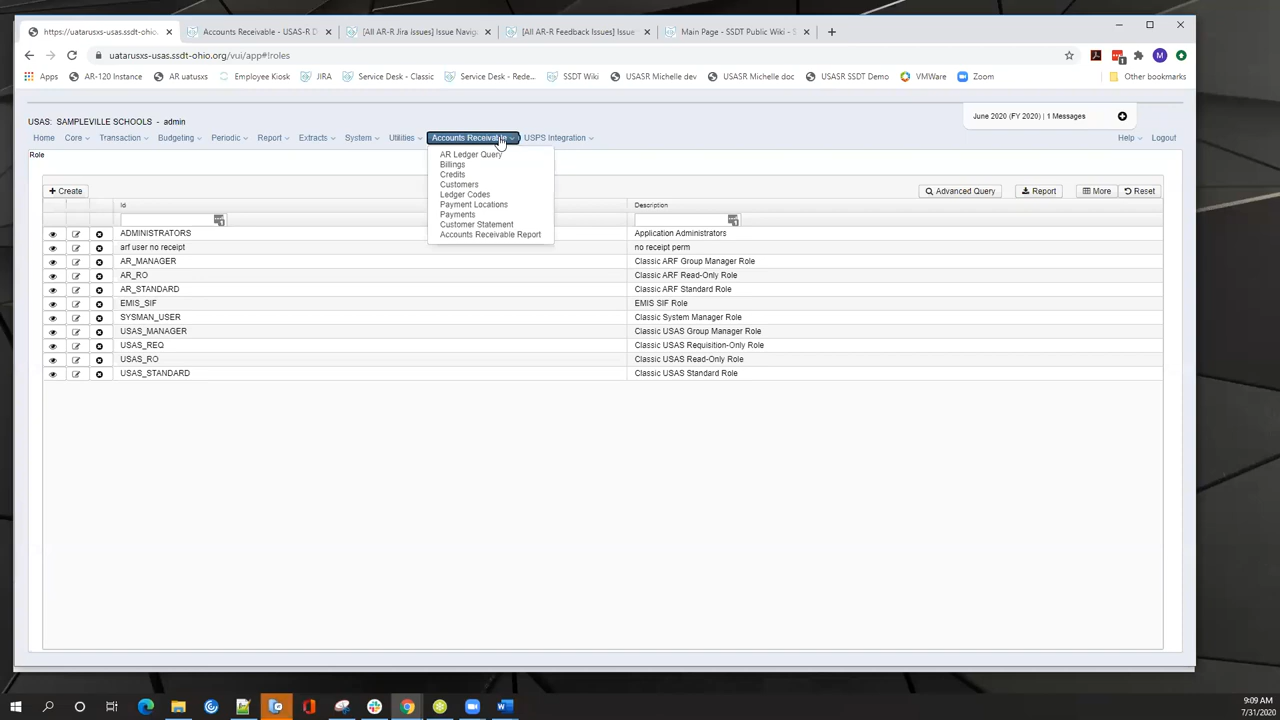 https://uatarusxs-usas.ssdt-ohio.org/
Accounts Receivable - USAS-R D
[All AR-R Jira Issues] Issue Navig
[All AR-R Feedback Issues] Issue
Main Page - SSDT Public Wiki - S
uatarusxs-usas.ssdt-ohio.org/vui/app#!roles
Apps
AR-120 Instance
AR uatusxs
Employee Kiosk
JIRA
Service Desk - Classic
Service Desk - Rede...
SSDT Wiki
USASR Michelle dev
USASR Michelle doc
USASR SSDT Demo
VMWare
Zoom
Other bookmarks
USAS: SAMPLEVILLE SCHOOLS - admin
June 2020 (FY 2020) | 1 Messages
Home
Core
Transaction
Budgeting
Periodic
Report
Extracts
System
Utilities
Accounts Receivable
USPS Integration
Help
Logout
Role
AR Ledger Query
Billings
Credits
Customers
Ledger Codes
Payment Locations
Payments
Customer Statement
Accounts Receivable Report
Create
Advanced Query
Report
More
Reset
Id
Description
ADMINISTRATORS Application Administrators
arf user no receipt no receipt perm
AR_MANAGER Classic ARF Group Manager Role
AR_RO Classic ARF Read-Only Role
AR_STANDARD Classic ARF Standard Role
EMIS_SIF EMIS SIF Role
SYSMAN_USER Classic System Manager Role
USAS_MANAGER Classic USAS Group Manager Role
USAS_REQ Classic USAS Requisition-Only Role
USAS_RO Classic USAS Read-Only Role
USAS_STANDARD Classic USAS Standard Role
9:09 AM
7/31/2020